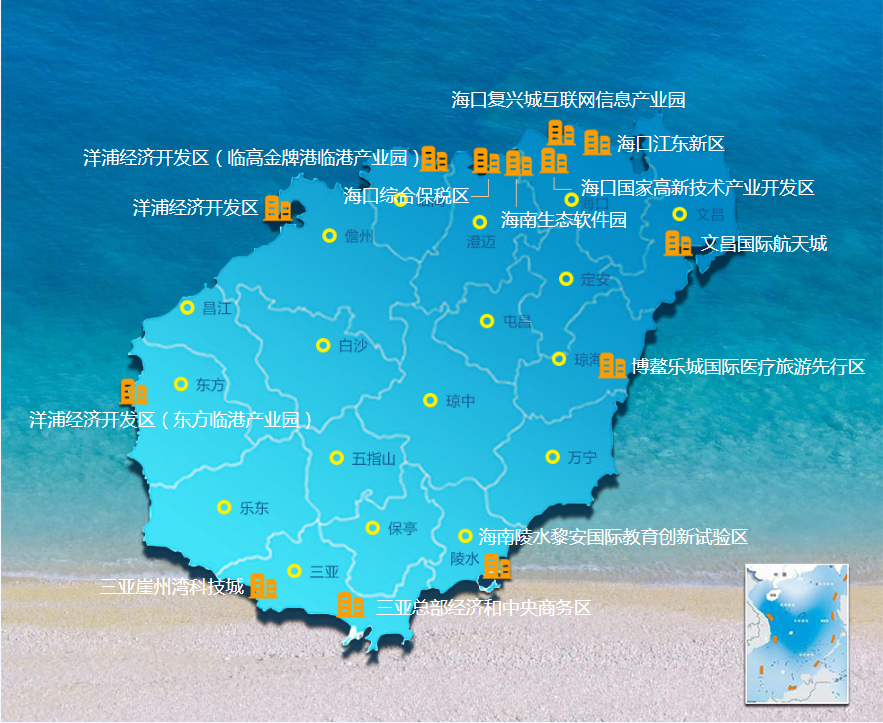 海口复兴城互联网信息产业园
海口江东新区
洋浦经济开发区（临高金牌港临港产业园）
海口综合保税区
海口国家高新技术产业开发区
洋浦经济开发区
海南生态软件园
海口
文昌
儋州
澄迈
文昌国际航天城
定安
昌江
屯昌
白沙
琼海
博鳌乐城国际医疗旅游先行区
东方
琼中
洋浦经济开发区（东方临港产业园）
五指山
万宁
乐东
保亭
海南陵水黎安国际教育创新试验区
陵水
三亚
三亚崖州湾科技城
三亚总部经济和中央商务区